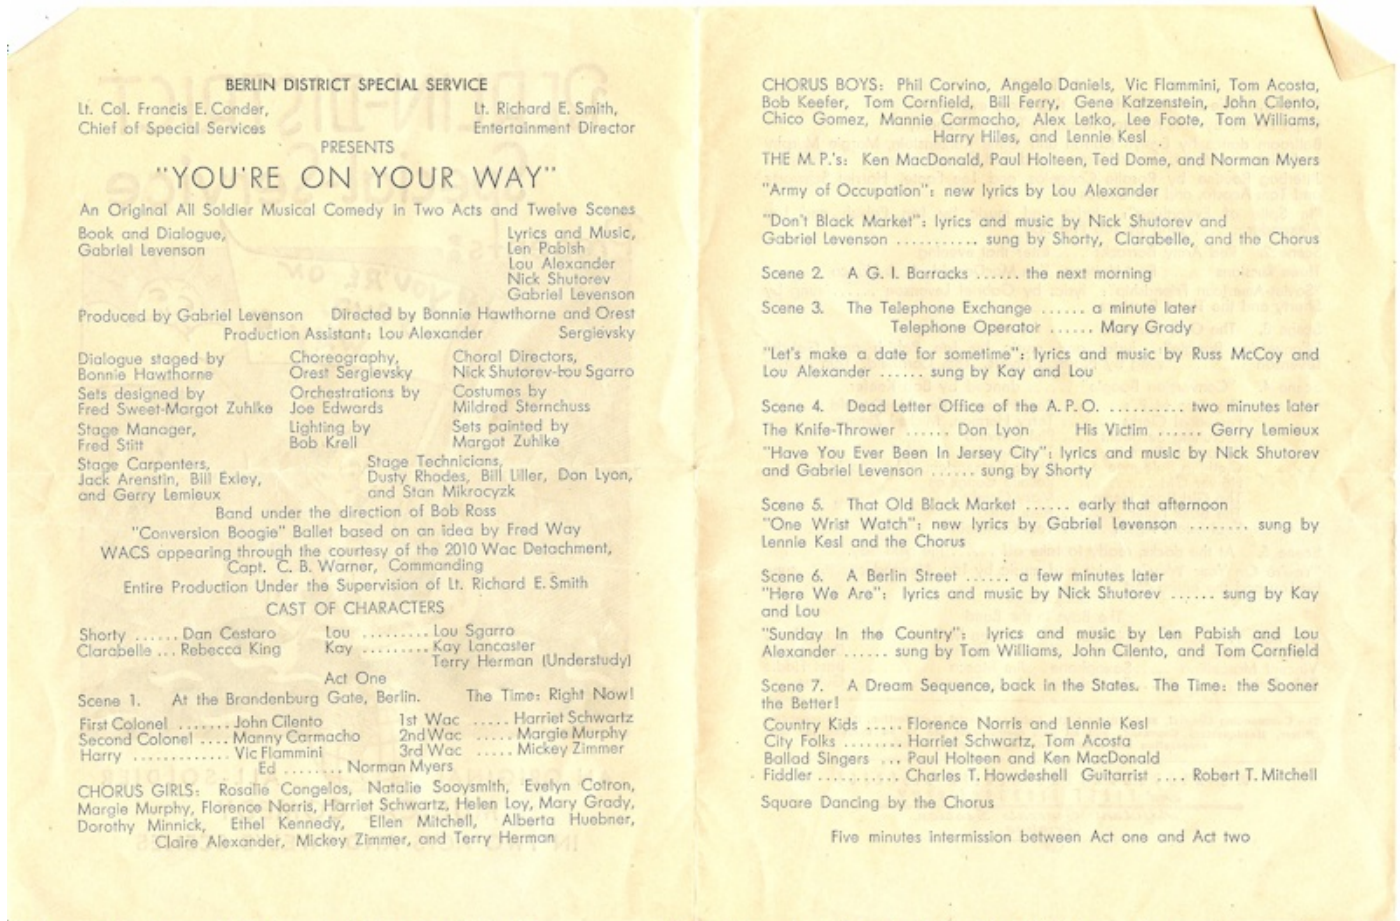 BERLIN DISTRICT SPECIAL SERVICE
Lt. Col. Francis E. Conder, Lt. Richard E. Smith,
Chief of Special Services Entertainment Director
PRESENTS
"YOU'RE ON YOUR WAY"
An Original All Soldier Musical Comedy in Two Acts and Twelve Scenes
Book and Dialogue, Lyrics and Music,
Gabriel Levenson Len Pabish
Lou Alexander
Nick Shutorev
Gabriel Levenson
Produced by Gabriel Levenson Directed by Bonnie Hawthorne and Orest
Production Assistant: Lou Alexander Sergievsky
Dialogue staged by Choreography, Choral Directors,
Bonnie Hawthorne Orest Sergievsky Nick Shutorev-Lou Sgarro
Sets designed by Orchestrations by Costumes by
Fred Sweet-Margot Zuhlke Joe Edwards Mildred Sternchuss
Stage Manager, Lighting by Sets painted by
Fred Stitt Bob Krell Margot Zuhlke
Stage Carpenters, Stage Technicians,
Jack Arenstin, Bill Exley, Dusty Rhodes, Bill Liller, Don Lyon,
and Gerry Lemieux and Stan Mikrocyzk
Band under the direction of Bob Ross
"Conversion Boogie" Ballet based on an idea by Fred Way
WACS appearing through the courtesy of the 2010 Wac Detachment,
Capt. C. B. Warner, Commanding
Entire Production Under the Supervision of Lt. Richard E. Smith
CAST OF CHARACTERS
Shorty ...... Dan Cestaro Lou ......... Lou Sgarro
Clarabelle ... Rebecca King Kay ......... Kay Lancaster
Terry Herman (Understudy)
Act One
Scene 1. At the Brandenburg Gate, Berlin. The Time: Right Now!
First Colonel ....... John Cilento 1st Wac ..... Harriet Schwartz
Second Colonel .... Manny Carmacho 2nd Wac ..... Margie Murphy
Harry ............. Vic Flammini 3rd Wac ..... Mickey Zimmer
Ed ........ Norman Myers
CHORUS GIRLS: Rosalie Congelos, Natalie Sooysmith, Evelyn Cotron,
Margie Murphy, Florence Norris, Harriet Schwartz, Helen Loy, Mary Grady,
Dorothy Minnick, Ethel Kennedy, Ellen Mitchell, Alberta Huebner,
Claire Alexander, Mickey Zimmer, and Terry Herman
CHORUS BOYS: Phil Corvino, Angelo Daniels, Vic Flammini, Tom Acosta,
Bob Keefer, Tom Cornfield, Bill Ferry, Gene Katzenstein, John Cilento,
Chico Gomez, Mannie Carmacho, Alex Letko, Lee Foote, Tom Williams,
Harry Hiles, and Lennie Kesl
THE M. P.'s: Ken MacDonald, Paul Holteen, Ted Dome, and Norman Myers
"Army of Occupation": new lyrics by Lou Alexander
"Don't Black Market": lyrics and music by Nick Shutorev and
Gabriel Levenson ........... sung by Shorty, Clarabelle, and the Chorus
Scene 2. A G. I. Barracks ...... the next morning
Scene 3. The Telephone Exchange ...... a minute later
Telephone Operator ...... Mary Grady
"Let's make a date for sometime": lyrics and music by Russ McCoy and
Lou Alexander ...... sung by Kay and Lou
Scene 4. Dead Letter Office of the A. P. O. .......... two minutes later
The Knife-Thrower ...... Don Lyon His Victim ...... Gerry Lemieux
"Have You Ever Been In Jersey City": lyrics and music by Nick Shutorev
and Gabriel Levenson ...... sung by Shorty
Scene 5. That Old Black Market ...... early that afternoon
"One Wrist Watch": new lyrics by Gabriel Levenson ........ sung by
Lennie Kesl and the Chorus
Scene 6. A Berlin Street ...... a few minutes later
"Here We Are": lyrics and music by Nick Shutorev ...... sung by Kay
and Lou
"Sunday In the Country": lyrics and music by Len Pabish and Lou
Alexander ...... sung by Tom Williams, John Cilento, and Tom Cornfield
Scene 7. A Dream Sequence, back in the States. The Time: the Sooner
the Better!
Country Kids ..... Florence Norris and Lennie Kesl
City Folks ........ Harriet Schwartz, Tom Acosta
Ballad Singers ... Paul Holteen and Ken MacDonald
Fiddler ........... Charles T. Howdeshell Guitarrist .... Robert T. Mitchell
Square Dancing by the Chorus
Five minutes intermission between Act one and Act two